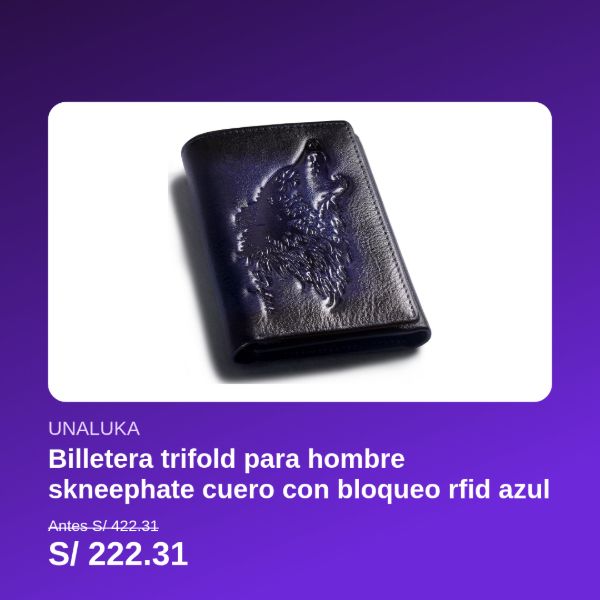 UNALUKA
Billetera trifold para hombre
skneephate cuero con bloqueo rfid azul
Antes S/ 422.31
S/ 222.31